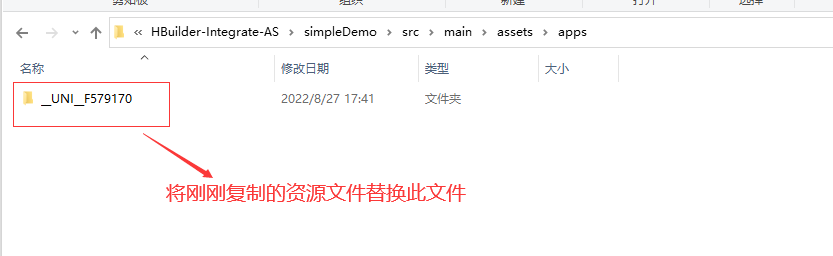 剪贴板 组织 新建 打开 选择
« HBuilder-Integrate-AS › simpleDemo › src › main › assets › apps
名称 修改日期 类型 大小
__UNI__F579170 2022/8/27 17:41 文件夹
将刚刚复制的资源文件替换此文件